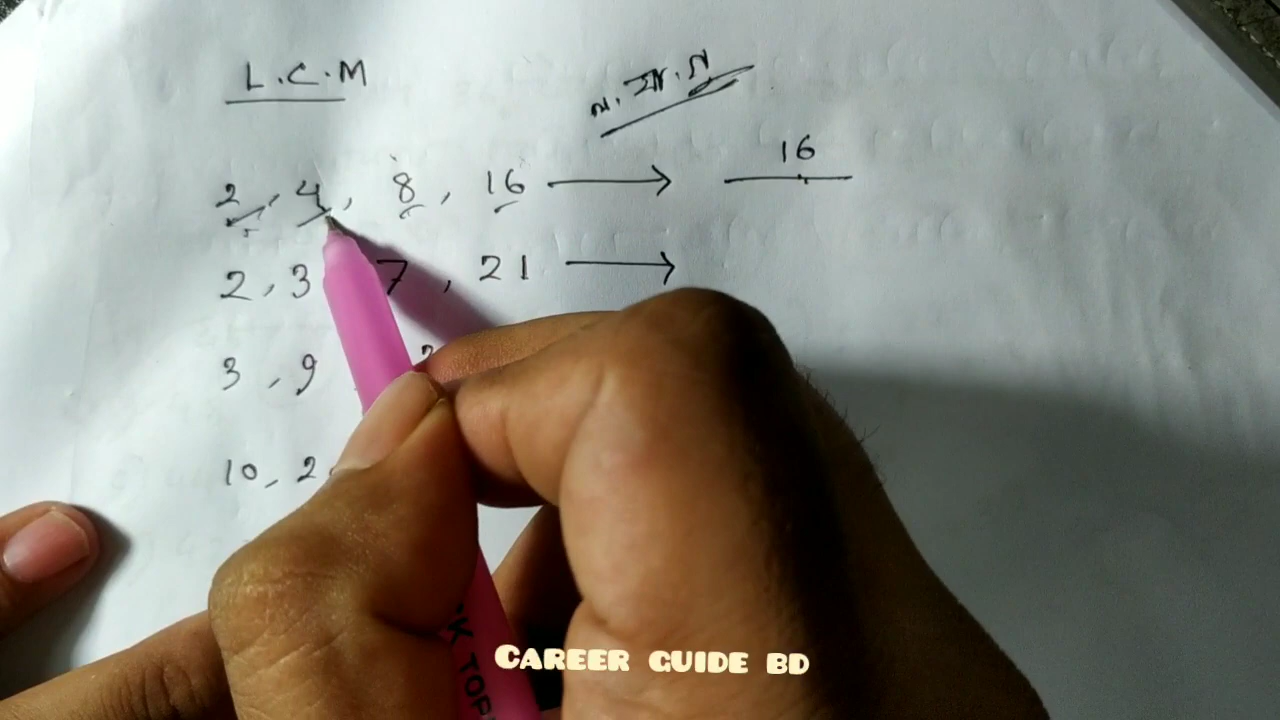 L.C.M
ল.সা.গু
2, 4, 8, 16 → 16
2, 3 7, 21 →
3, 9
10, 2
CAREER GUIDE BD